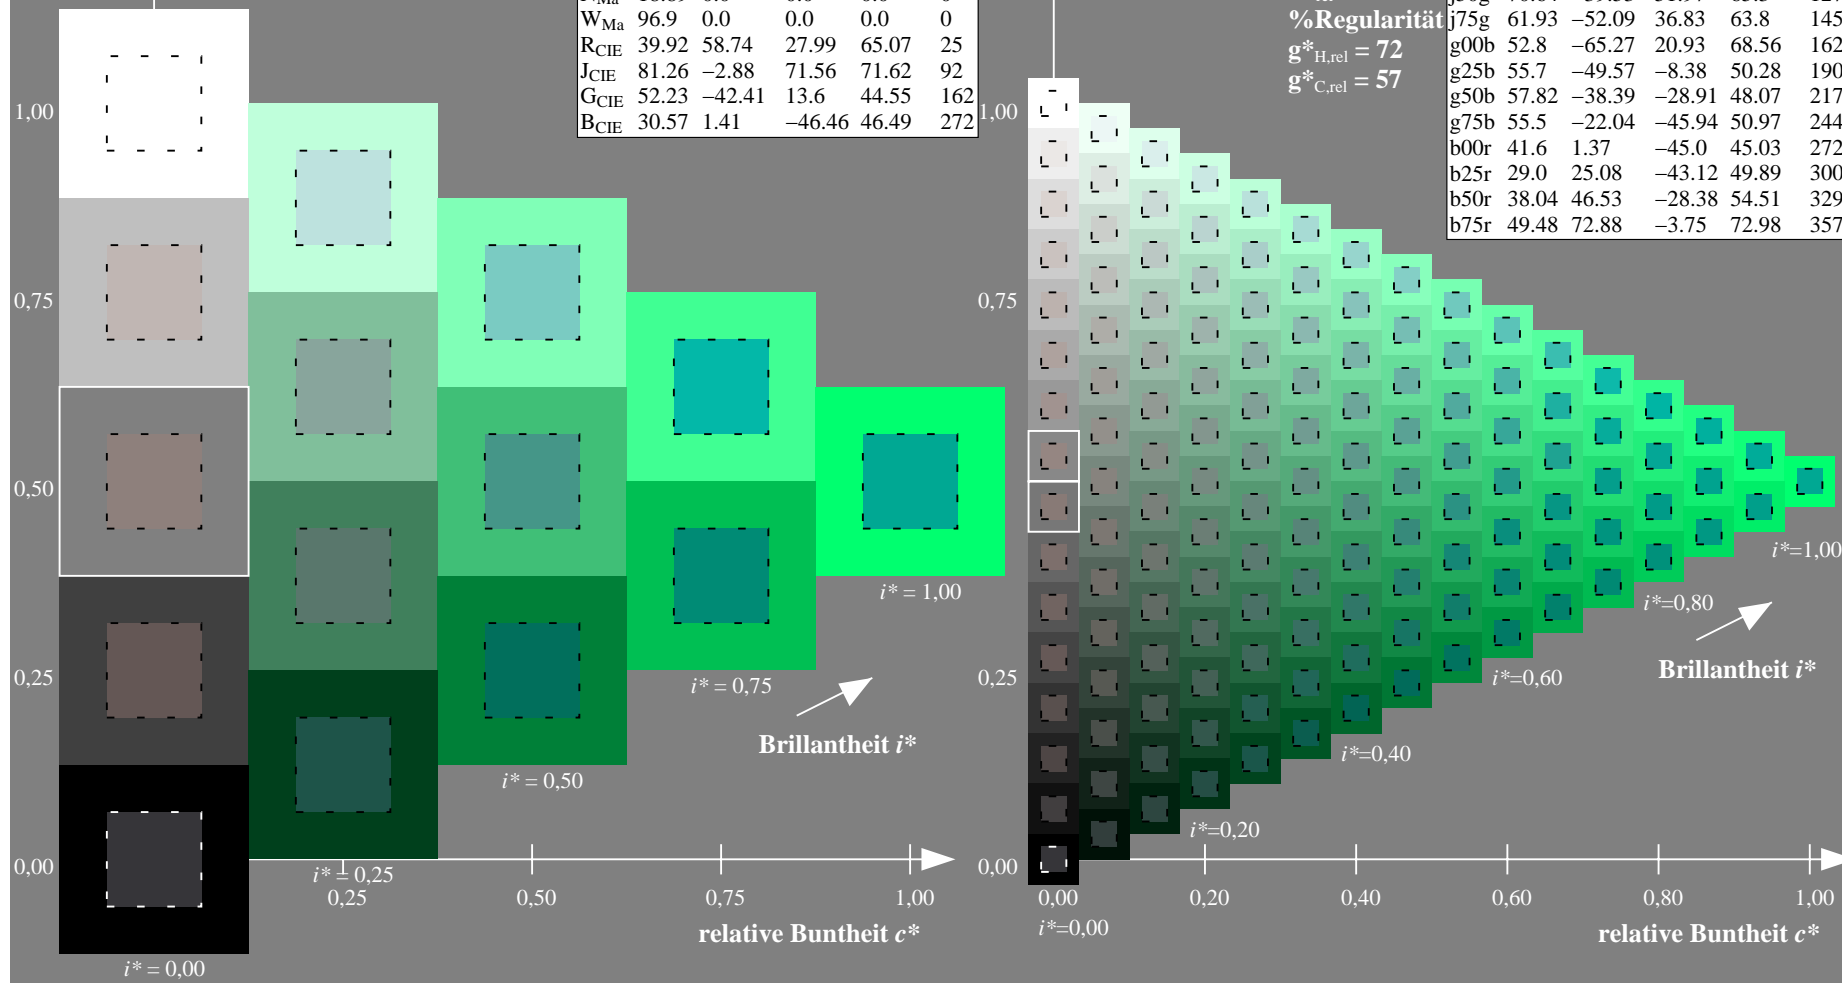 W_Ma 96.9 0.0 0.0 0.0 0
R_CIE 39.92 58.74 27.99 65.07 25
J_CIE 81.26 −2.88 71.56 71.62 92
G_CIE 52.23 −42.41 13.6 44.55 162
B_CIE 30.57 1.41 −46.46 46.49 272
1,00
0,75
0,50
0,25
0,00
i* = 1,00
i* = 0,75
Brillantheit i*
i* = 0,50
i* = 0,25
0,25 0,50 0,75 1,00
relative Buntheit c*
i* = 0,00
%Regularität
g*H,rel = 72
g*C,rel = 57
j75g 61.93 −52.09 36.83 63.8 145
g00b 52.8 −65.27 20.93 68.56 162
g25b 55.7 −49.57 −8.38 50.28 190
g50b 57.82 −38.39 −28.91 48.07 217
g75b 55.5 −22.04 −45.94 50.97 244
b00r 41.6 1.37 −45.0 45.03 272
b25r 29.0 25.08 −43.12 49.89 300
b50r 38.04 46.53 −28.38 54.51 329
b75r 49.48 72.88 −3.75 72.98 357
1,00
0,75
0,50
0,25
0,00
i*=1,00
i*=0,80
Brillantheit i*
i*=0,60
i*=0,40
i*=0,20
0,00 0,20 0,40 0,60 0,80 1,00
i*=0,00
relative Buntheit c*